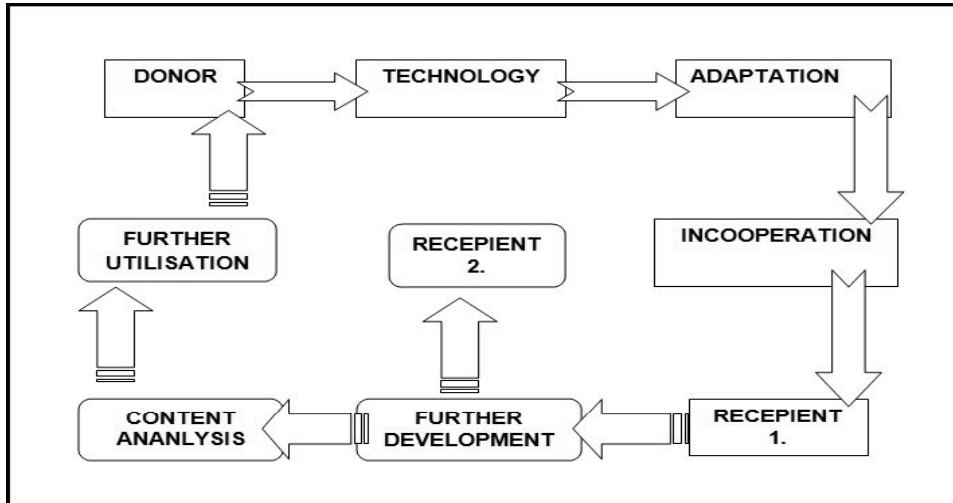 DONOR
TECHNOLOGY
ADAPTATION
FURTHER
UTILISATION
RECEPIENT
2.
INCOOPERATION
CONTENT
ANANLYSIS
FURTHER
DEVELOPMENT
RECEPIENT
1.